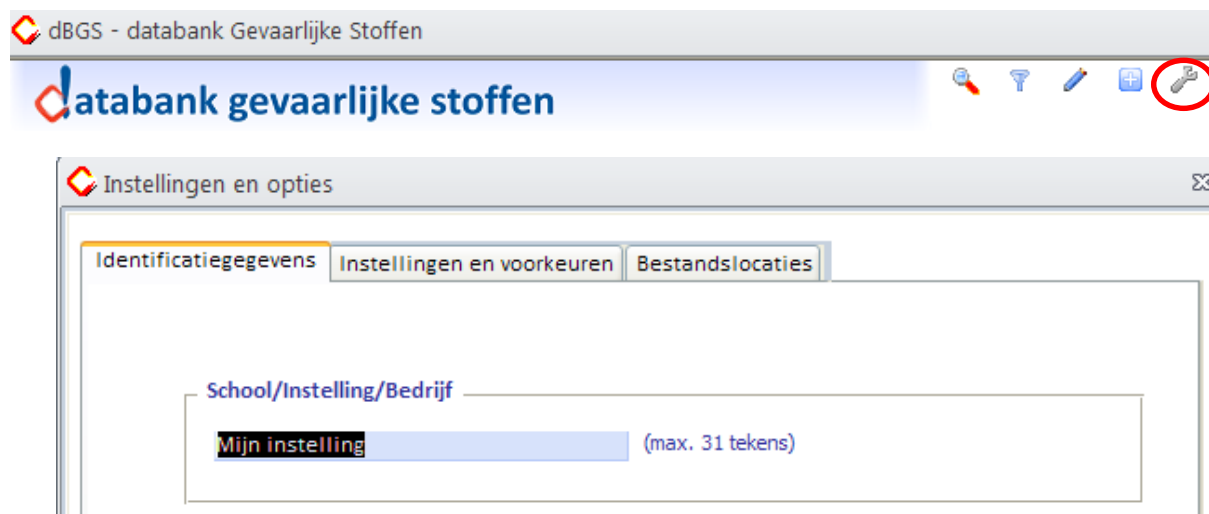 dBGS - databank Gevaarlijke Stoffen
databank gevaarlijke stoffen
Instellingen en opties
Identificatiegegevens Instellingen en voorkeuren Bestandslocaties
School/Instelling/Bedrijf
Mijn instelling (max. 31 tekens)